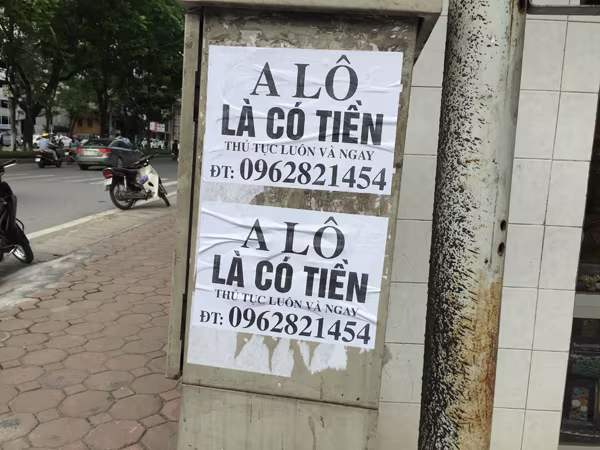 A LÔ
LÀ CÓ TIỀN
THỦ TỤC LUÔN VÀ NGAY
ĐT: 0962821454
A LÔ
LÀ CÓ TIỀN
THỦ TỤC LUÔN VÀ NGAY
ĐT: 0962821454